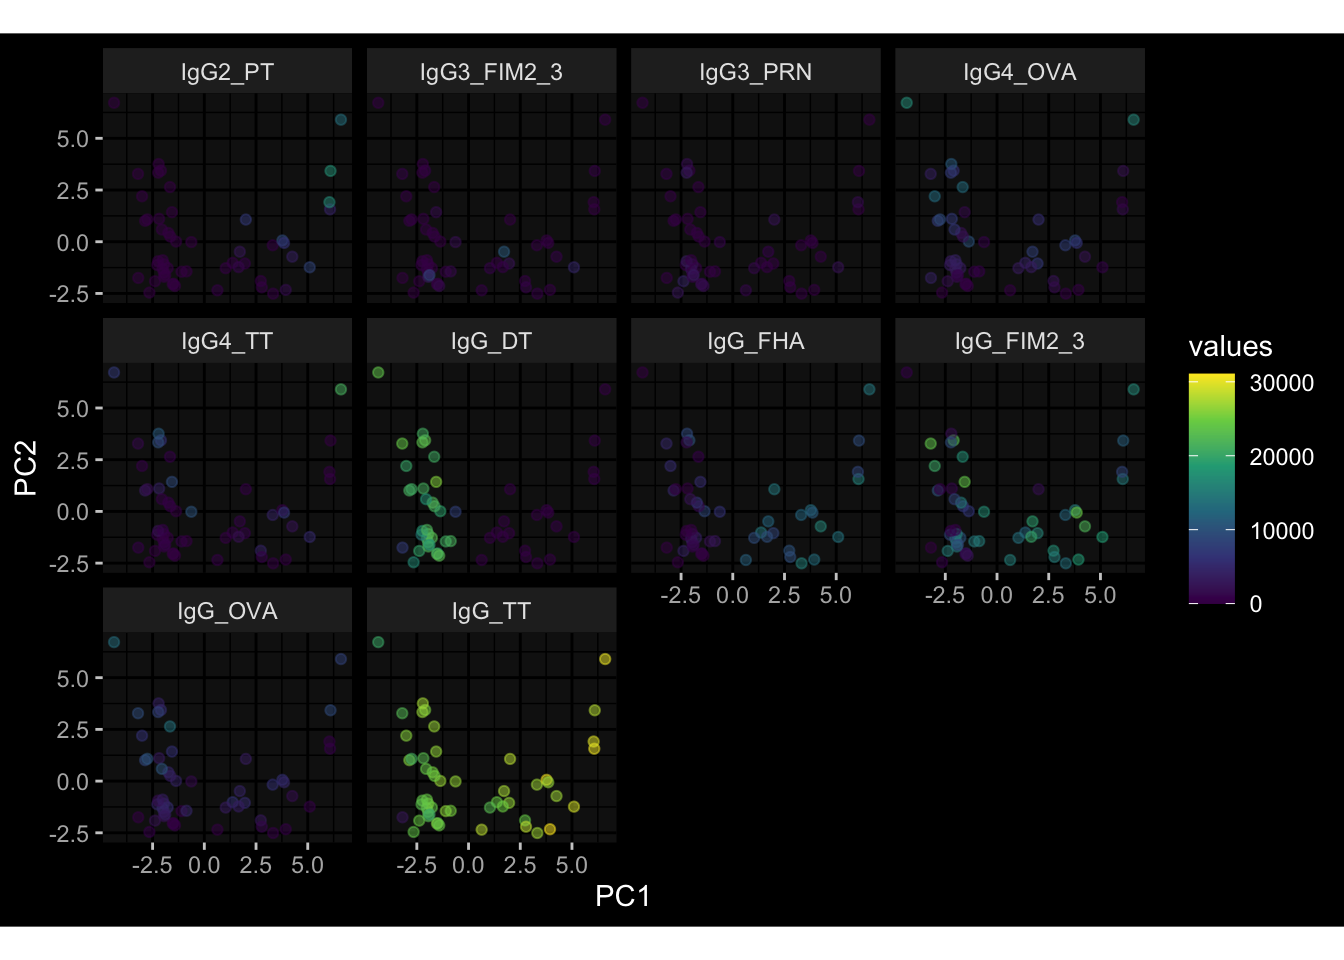 IgG2_PT IgG3_FIM2_3 IgG3_PRN IgG4_OVA
5.0
2.5
0.0
-2.5
IgG4_TT IgG_DT IgG_FHA IgG_FIM2_3
5.0
2.5
0.0
-2.5
-2.5 0.0 2.5 5.0 -2.5 0.0 2.5 5.0
IgG_OVA IgG_TT
5.0
2.5
0.0
-2.5
-2.5 0.0 2.5 5.0 -2.5 0.0 2.5 5.0
PC1
PC2
values
30000
20000
10000
0